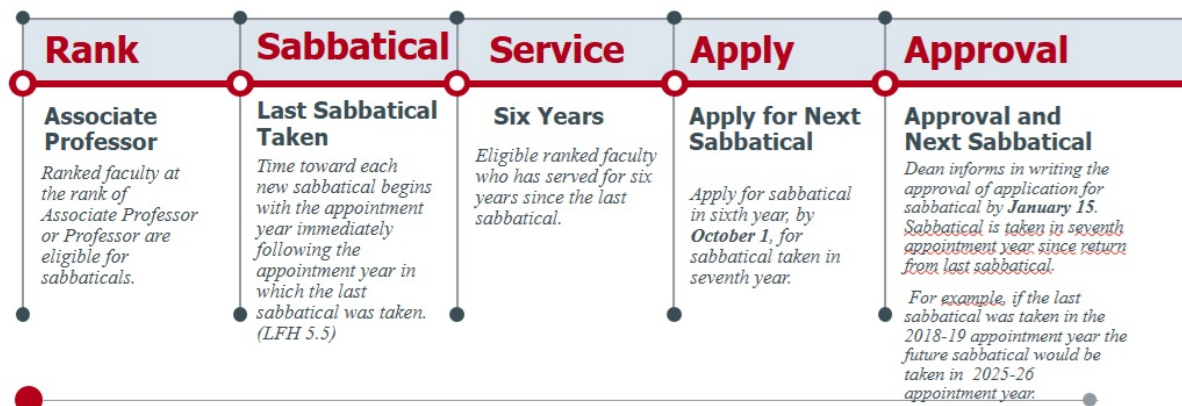 Rank
Sabbatical
Service
Apply
Approval
Associate
Professor
Ranked faculty at
the rank of
Associate Professor
or Professor are
eligible for
sabbaticals.
Last Sabbatical
Taken
Time toward each
new sabbatical begins
with the appointment
year immediately
following the
appointment year in
which the last
sabbatical was taken.
(LFH 5.5)
Six Years
Eligible ranked faculty
who has served for six
years since the last
sabbatical.
Apply for Next
Sabbatical
Apply for sabbatical
in sixth year, by
October 1, for
sabbatical taken in
seventh year.
Approval and
Next Sabbatical
Dean informs in writing the
approval of application for
sabbatical by January 15.
Sabbatical is taken in seventh
appointment year since return
from last sabbatical.
For example, if the last
sabbatical was taken in the
2018-19 appointment year the
future sabbatical would be
taken in 2025-26
appointment year.